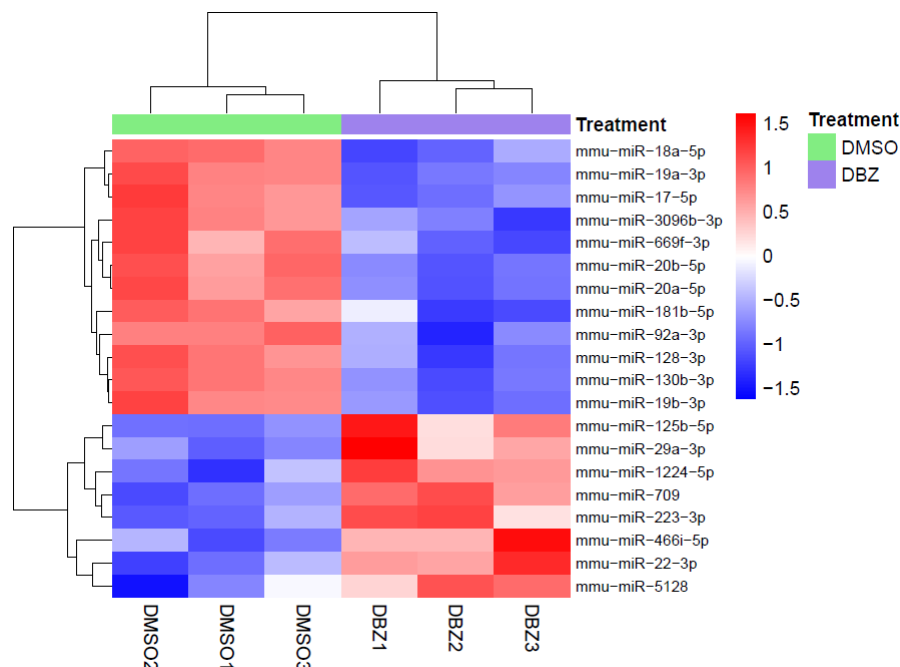 Treatment
mmu-miR-18a-5p
mmu-miR-19a-3p
mmu-miR-17-5p
mmu-miR-3096b-3p
mmu-miR-669f-3p
mmu-miR-20b-5p
mmu-miR-20a-5p
mmu-miR-181b-5p
mmu-miR-92a-3p
mmu-miR-128-3p
mmu-miR-130b-3p
mmu-miR-19b-3p
mmu-miR-125b-5p
mmu-miR-29a-3p
mmu-miR-1224-5p
mmu-miR-709
mmu-miR-223-3p
mmu-miR-466i-5p
mmu-miR-22-3p
mmu-miR-5128
DMSO2
DMSO1
DMSO3
DBZ1
DBZ2
DBZ3
1.5
1
0.5
0
−0.5
−1
−1.5
Treatment
DMSO
DBZ